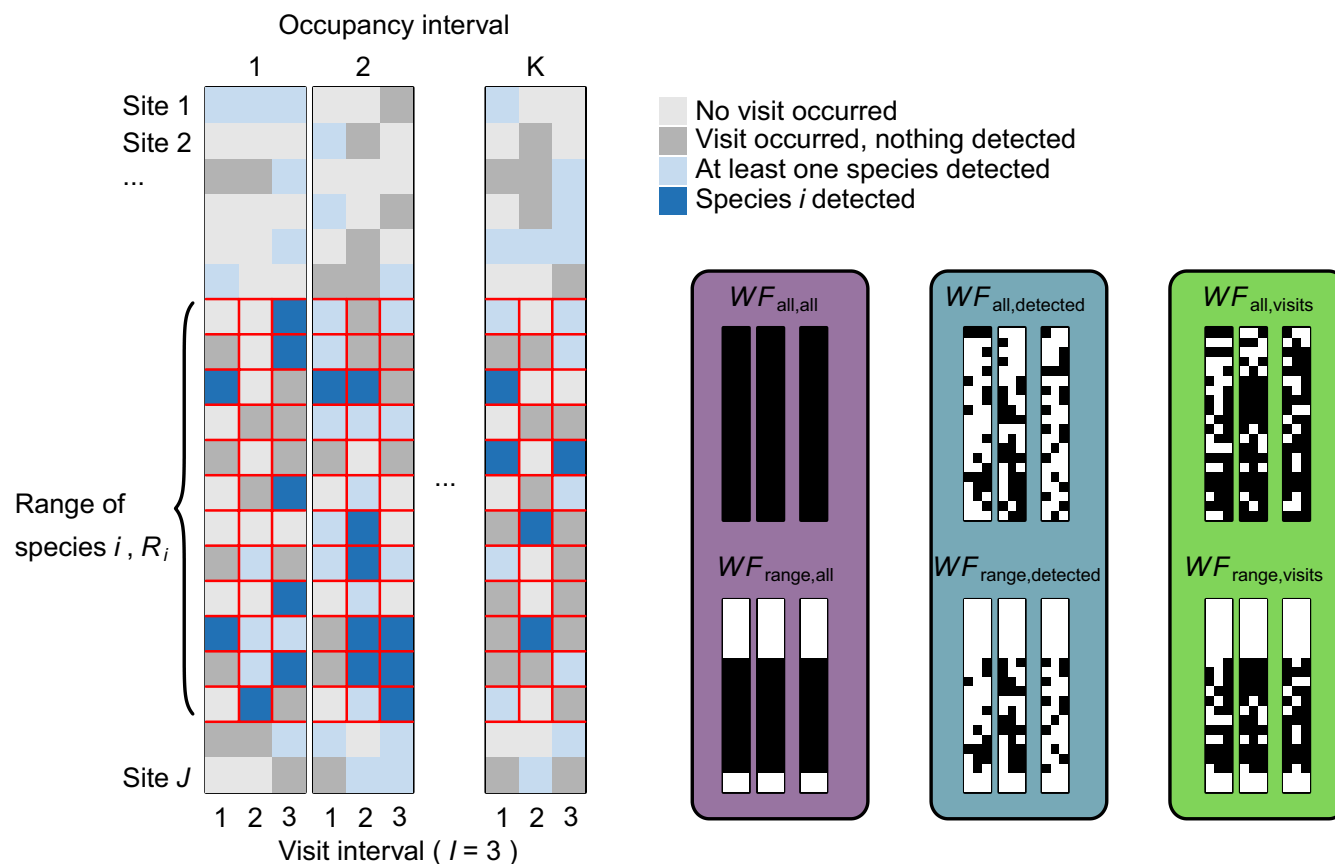 Occupancy interval
1 2 K
Site 1
Site 2
...
No visit occurred
Visit occurred, nothing detected
At least one species detected
Species i detected
Range of
species i , R_i
...
Site J
1 2 3 1 2 3 1 2 3
Visit interval ( I = 3 )
WF_all,all
WF_all,detected
WF_all,visits
WF_range,all
WF_range,detected
WF_range,visits